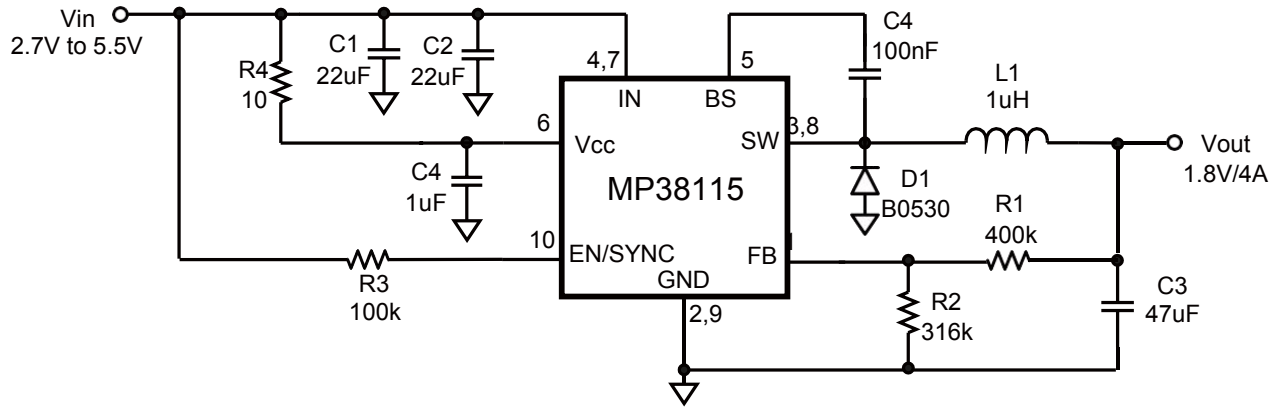 Vin
2.7V to 5.5V
R4
10
C1
22uF
C2
22uF
4,7
IN
5
BS
C4
100nF
L1
1uH
6
Vcc
SW
3,8
Vout
1.8V/4A
C4
1uF
MP38115
D1
B0530
10
EN/SYNC
FB
1
R1
400k
R3
100k
GND
2,9
R2
316k
C3
47uF